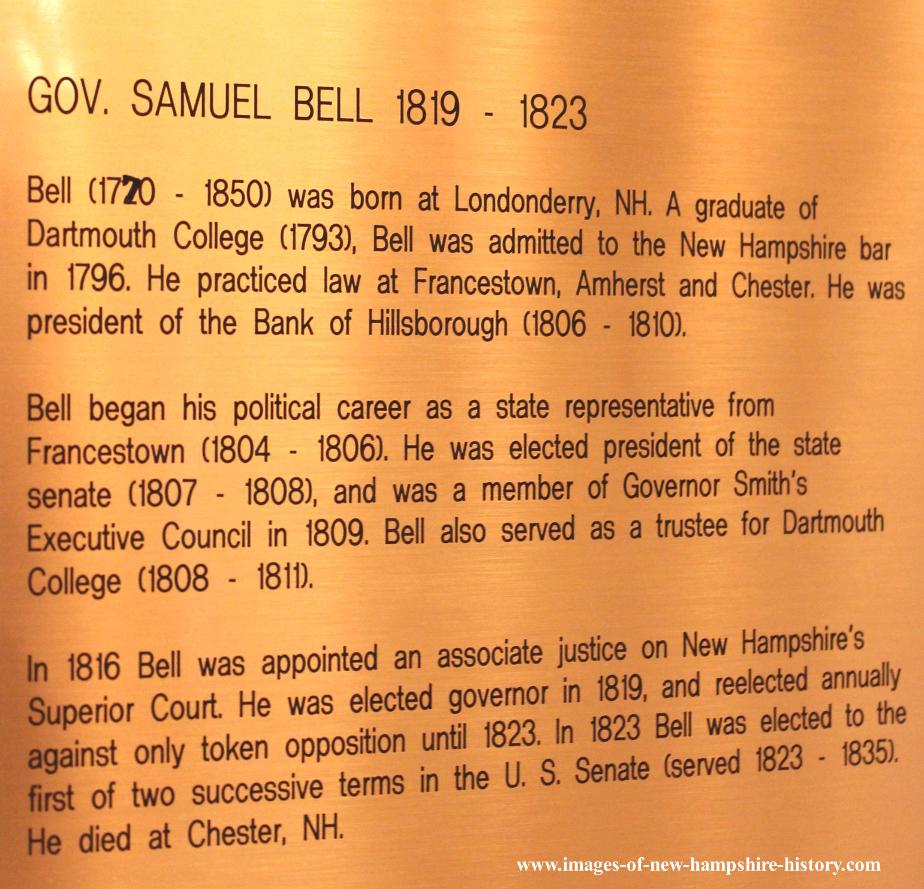 GOV. SAMUEL BELL 1819 - 1823
Bell (1770 - 1850) was born at Londonderry, NH. A graduate of
Dartmouth College (1793), Bell was admitted to the New Hampshire bar
in 1796. He practiced law at Francestown, Amherst and Chester. He was
president of the Bank of Hillsborough (1806 - 1810).
Bell began his political career as a state representative from
Francestown (1804 - 1806). He was elected president of the state
senate (1807 - 1808), and was a member of Governor Smith's
Executive Council in 1809. Bell also served as a trustee for Dartmouth
College (1808 - 1811).
In 1816 Bell was appointed an associate justice on New Hampshire's
Superior Court. He was elected governor in 1819, and reelected annually
against only token opposition until 1823. In 1823 Bell was elected to the
first of two successive terms in the U. S. Senate (served 1823 - 1835).
He died at Chester, NH.
www.images-of-new-hampshire-history.com